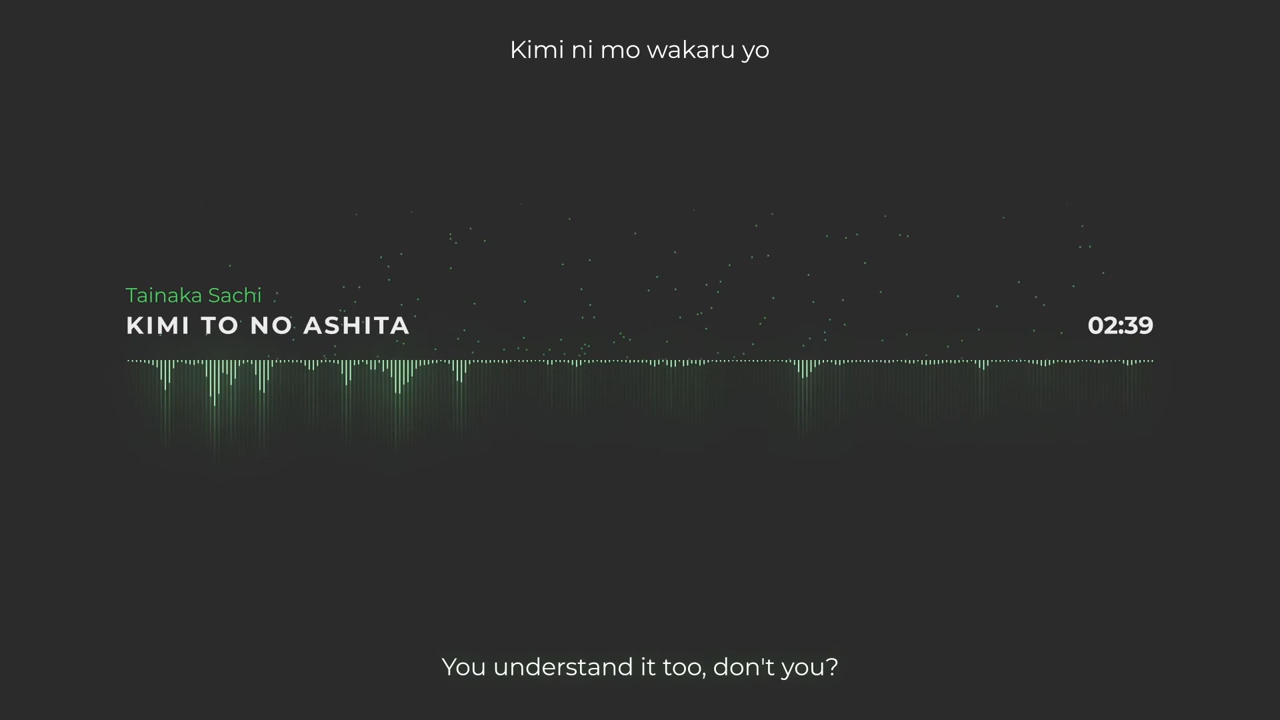 Kimi ni mo wakaru yo
Tainaka Sachi
KIMI TO NO ASHITA
02:39
You understand it too, don't you?